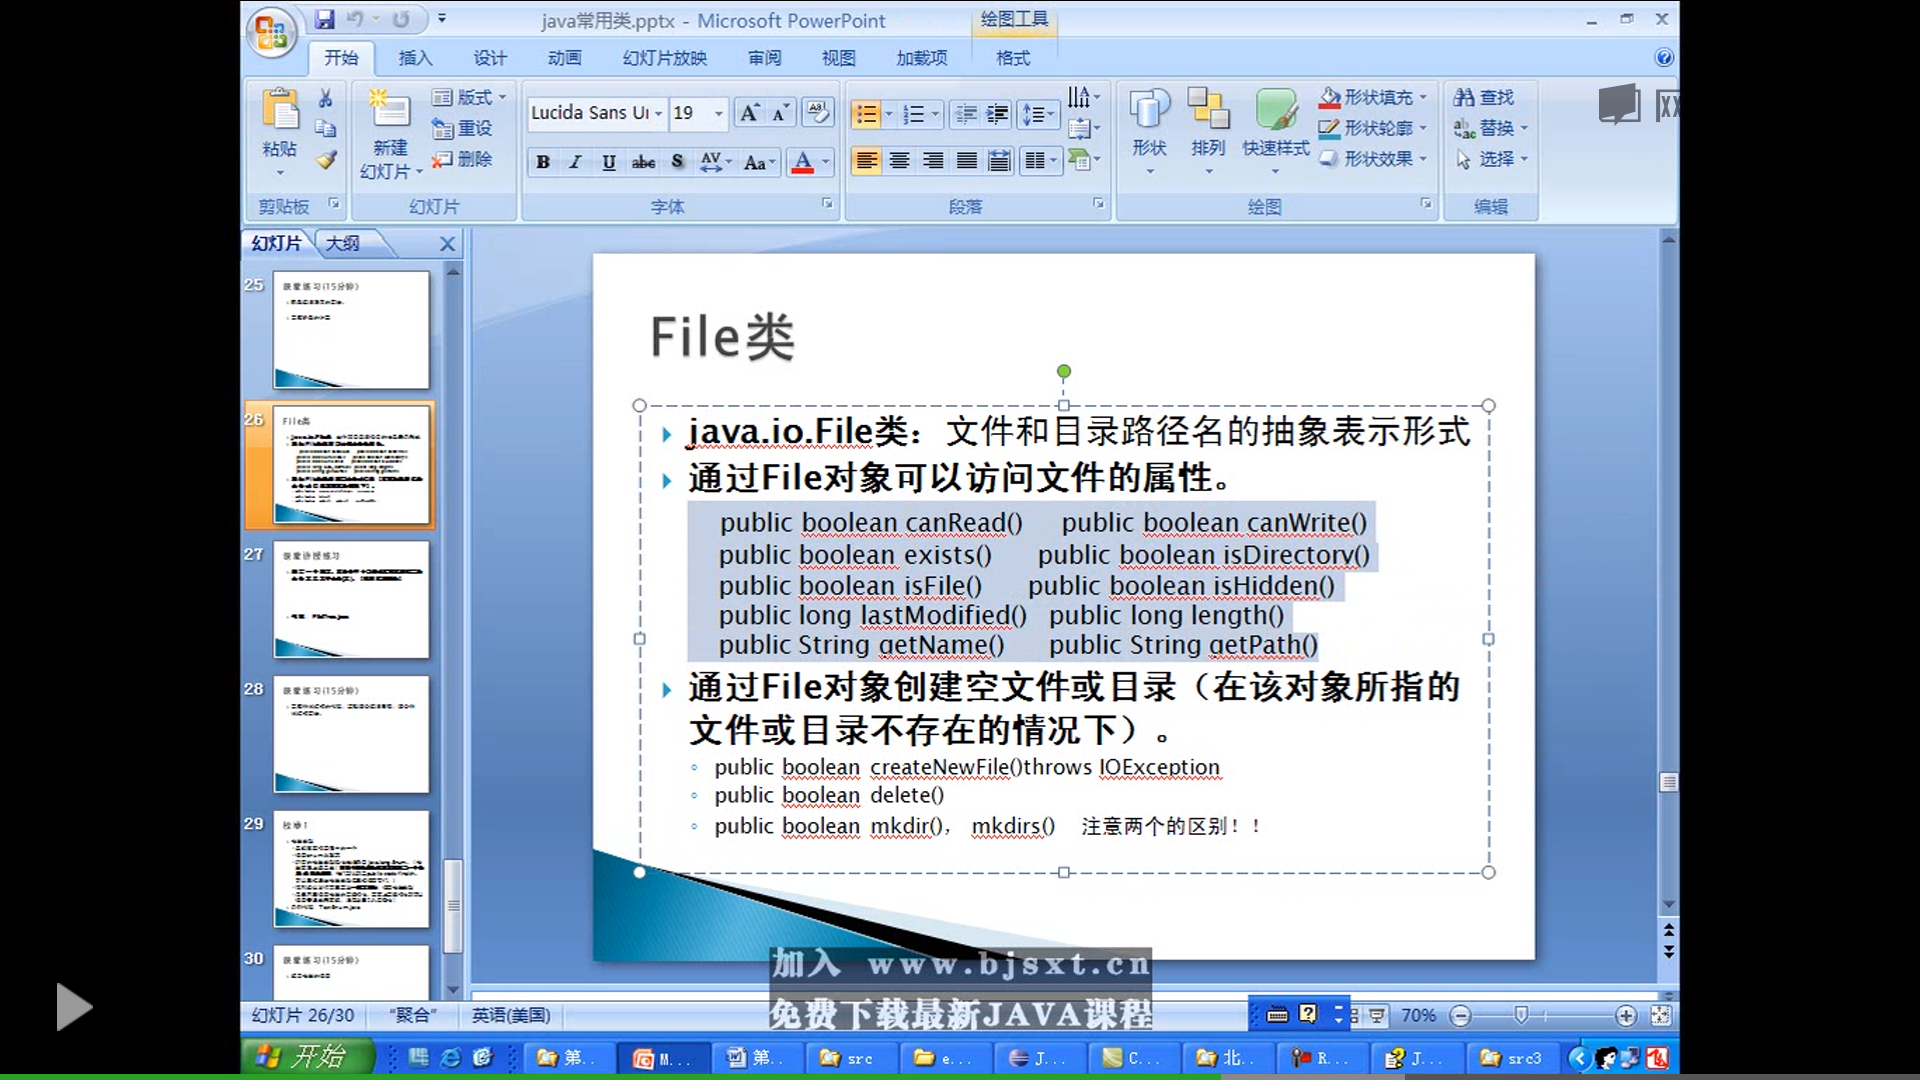 java常用类.pptx - Microsoft PowerPoint
绘图工具
开始 插入 设计 动画 幻灯片放映 审阅 视图 加载项 格式
粘贴
剪贴板
新建
幻灯片
版式
重设
删除
幻灯片
Lucida Sans Ui 19
B I U abc S AV Aa A
字体
段落
形状 排列 快速样式
形状填充
形状轮廓
形状效果
绘图
查找
替换
选择
编辑
幻灯片 大纲
25
26
File类
27
28
29
30
File类
java.io.File类：文件和目录路径名的抽象表示形式
通过File对象可以访问文件的属性。
public boolean canRead() public boolean canWrite()
public boolean exists() public boolean isDirectory()
public boolean isFile() public boolean isHidden()
public long lastModified() public long length()
public String getName() public String getPath()
通过File对象创建空文件或目录（在该对象所指的
文件或目录不存在的情况下）。
public boolean createNewFile()throws IOException
public boolean delete()
public boolean mkdir()， mkdirs() 注意两个的区别！！
加入 www.bjsxt.cn
免费下载最新JAVA课程
幻灯片 26/30 “聚合” 英语(美国) 70%
开始 第... M... 第... src e... J... C... 北... R... J... src3